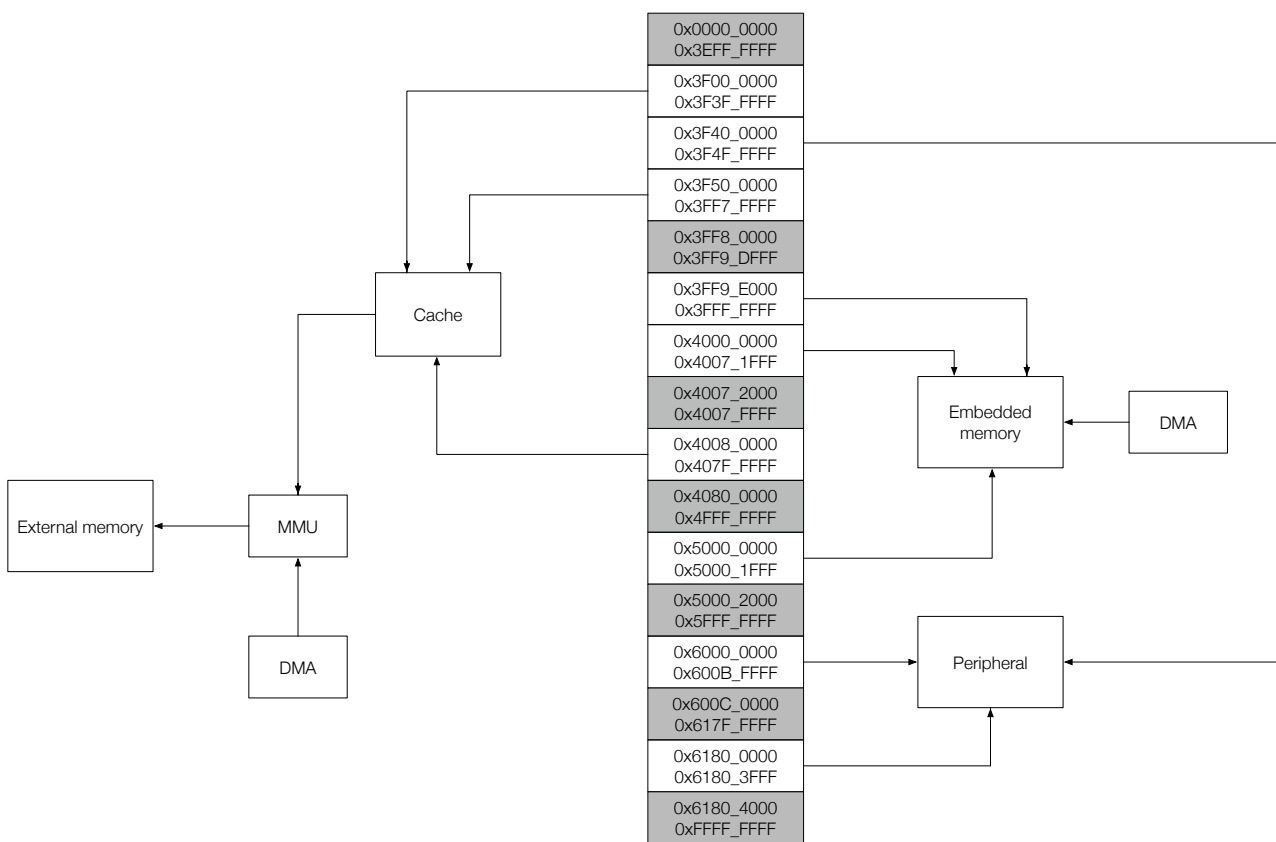 0x0000_0000
0x3EFF_FFFF
0x3F00_0000
0x3F3F_FFFF
0x3F40_0000
0x3F4F_FFFF
0x3F50_0000
0x3FF7_FFFF
0x3FF8_0000
0x3FF9_DFFF
0x3FF9_E000
0x3FFF_FFFF
Cache
0x4000_0000
0x4007_1FFF
0x4007_2000
0x4007_FFFF
Embedded
memory
DMA
0x4008_0000
0x407F_FFFF
0x4080_0000
0x4FFF_FFFF
External memory
MMU
0x5000_0000
0x5000_1FFF
0x5000_2000
0x5FFF_FFFF
DMA
0x6000_0000
0x600B_FFFF
Peripheral
0x600C_0000
0x617F_FFFF
0x6180_0000
0x6180_3FFF
0x6180_4000
0xFFFF_FFFF